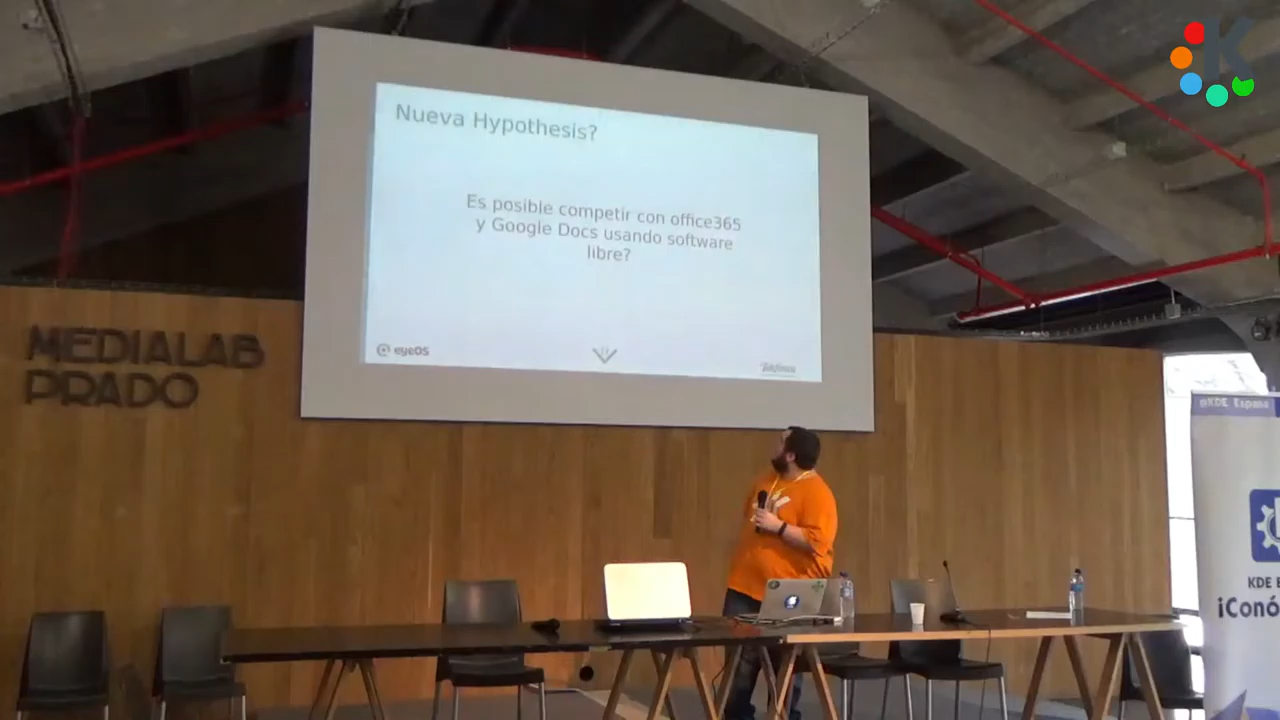 Nueva Hypothesis?
Es posible competir con office365
y Google Docs usando software
libre?
eyeOS
Telefónica
MEDIALAB
PRADO
@KDE España
KDE E
¡Conó
K